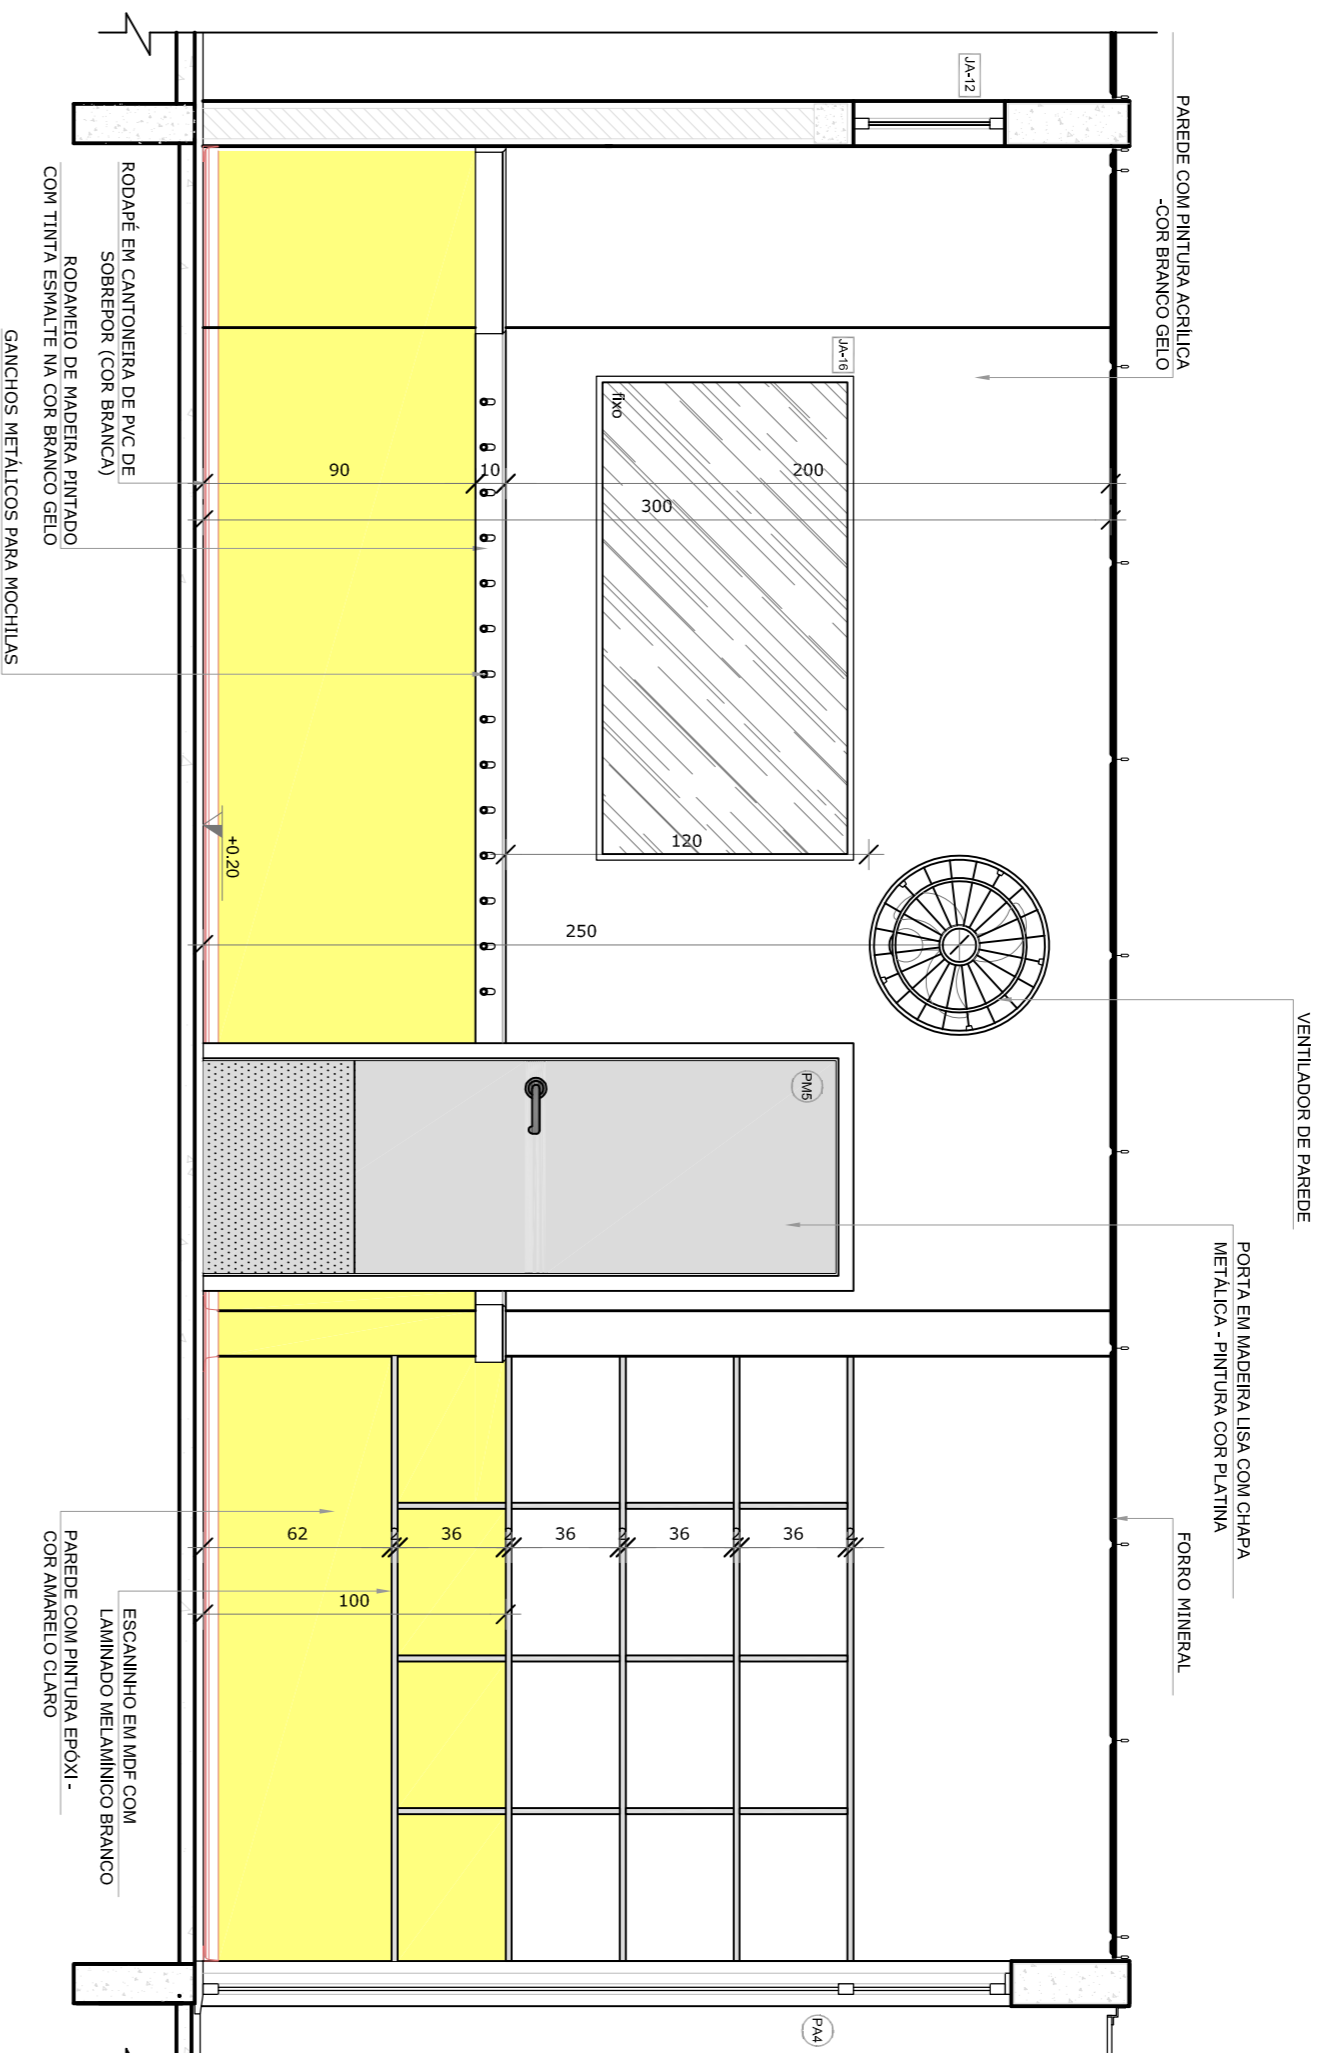 VENTILADOR DE PAREDE
PORTA EM MADEIRA LISA COM CHAPA
METÁLICA - PINTURA COR PLATINA
PAREDE COM PINTURA ACRÍLICA
-COR BRANCO GELO
FORRO MINERAL
JA-12
JA-16
PM5
PA4
fixo
200
300
120
250
10
90
+0.20
62
2
36
2
36
2
36
2
36
2
100
RODAPÉ EM CANTONEIRA DE PVC DE
SOBREPOR (COR BRANCA)
RODAMEIO DE MADEIRA PINTADO
COM TINTA ESMALTE NA COR BRANCO GELO
GANCHOS METÁLICOS PARA MOCHILAS
ESCANINHO EM MDF COM
LAMINADO MELAMÍNICO BRANCO
PAREDE COM PINTURA EPÓXI -
COR AMARELO CLARO